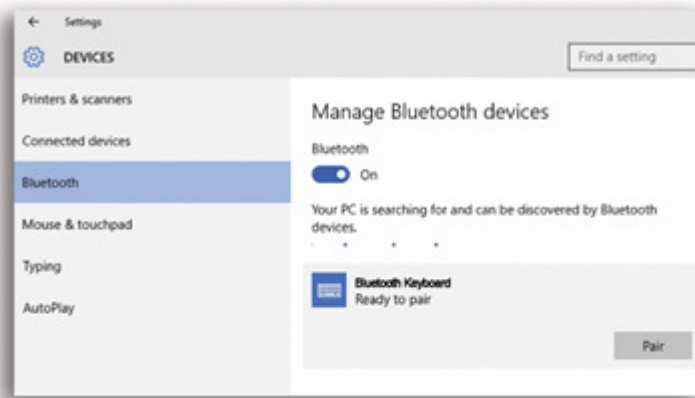 Settings
DEVICES
Find a setting
Printers & scanners
Connected devices
Bluetooth
Mouse & touchpad
Typing
AutoPlay
Manage Bluetooth devices
Bluetooth
On
Your PC is searching for and can be discovered by Bluetooth
devices.
Bluetooth Keyboard
Ready to pair
Pair